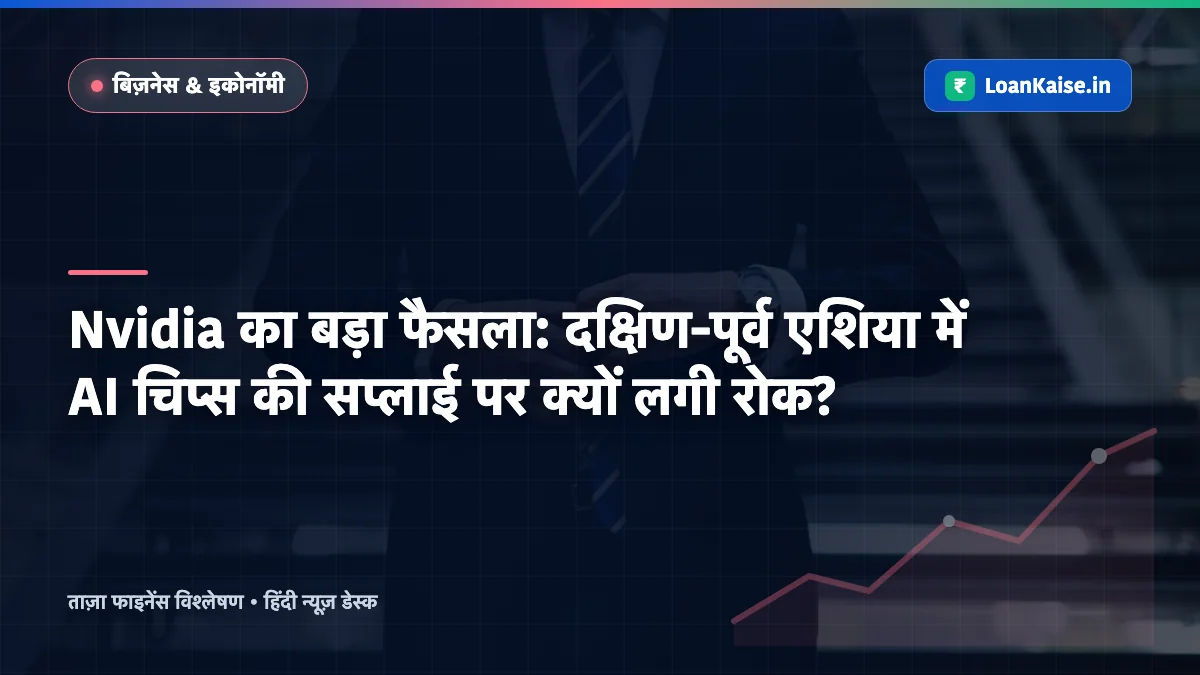 बिज़नेस & इकोनॉमी
₹ LoanKaise.in
Nvidia का बड़ा फैसला: दक्षिण-पूर्व एशिया में
AI चिप्स की सप्लाई पर क्यों लगी रोक?
ताज़ा फाइनेंस विश्लेषण • हिंदी न्यूज़ डेस्क